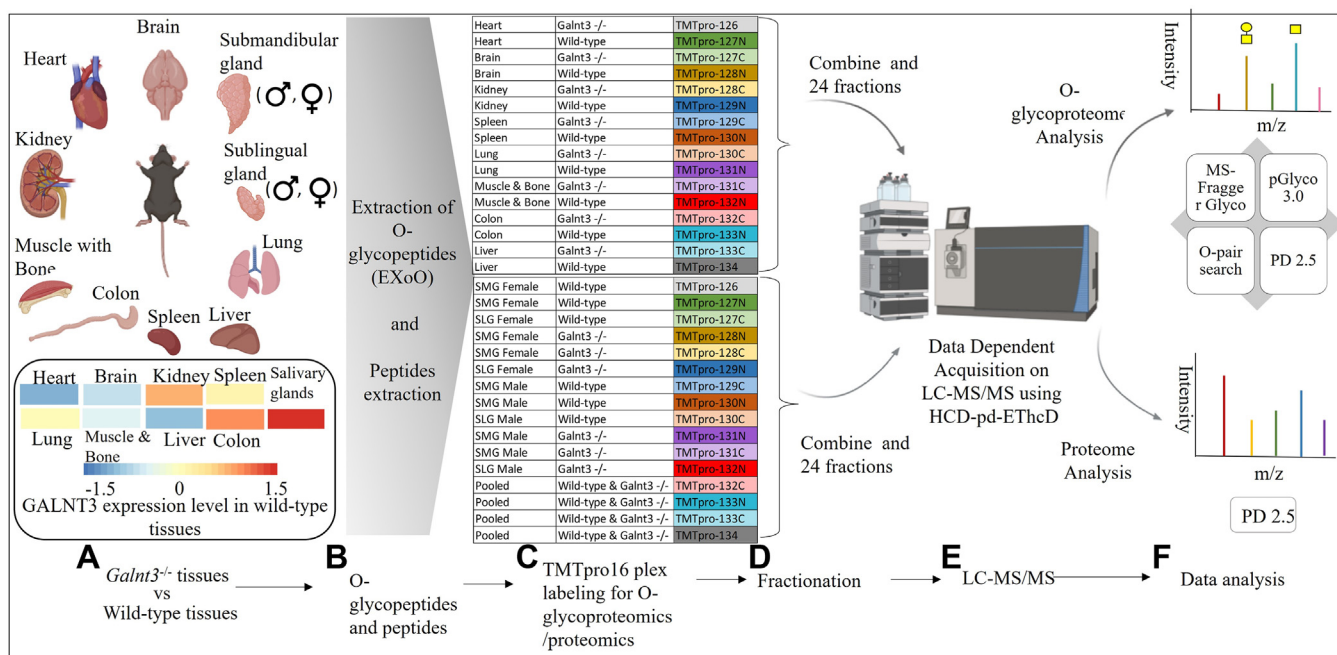 Brain
Heart
Submandibular
gland
(♂,♀)
Kidney
Sublingual
gland
(♂,♀)
Muscle with
Bone
Lung
Colon
Spleen
Liver
Heart
Brain
Kidney
Spleen
Salivary
glands
Lung
Muscle &
Bone
Liver
Colon
-1.5
0
1.5
GALNT3 expression level in wild-type
tissues
Extraction of
O-
glycopeptides
(EXoO)
and
Peptides
extraction
Heart Galnt3 -/- TMTpro-126
Heart Wild-type TMTpro-127N
Brain Galnt3 -/- TMTpro-127C
Brain Wild-type TMTpro-128N
Kidney Galnt3 -/- TMTpro-128C
Kidney Wild-type TMTpro-129N
Spleen Galnt3 -/- TMTpro-129C
Spleen Wild-type TMTpro-130N
Lung Galnt3 -/- TMTpro-130C
Lung Wild-type TMTpro-131N
Muscle & Bone Galnt3 -/- TMTpro-131C
Muscle & Bone Wild-type TMTpro-132N
Colon Galnt3 -/- TMTpro-132C
Colon Wild-type TMTpro-133N
Liver Galnt3 -/- TMTpro-133C
Liver Wild-type TMTpro-134
SMG Female Wild-type TMTpro-126
SMG Female Wild-type TMTpro-127N
SLG Female Wild-type TMTpro-127C
SMG Female Galnt3 -/- TMTpro-128N
SMG Female Galnt3 -/- TMTpro-128C
SLG Female Galnt3 -/- TMTpro-129N
SMG Male Wild-type TMTpro-129C
SMG Male Wild-type TMTpro-130N
SLG Male Wild-type TMTpro-130C
SMG Male Galnt3 -/- TMTpro-131N
SMG Male Galnt3 -/- TMTpro-131C
SLG Male Galnt3 -/- TMTpro-132N
Pooled Wild-type & Galnt3 -/- TMTpro-132C
Pooled Wild-type & Galnt3 -/- TMTpro-133N
Pooled Wild-type & Galnt3 -/- TMTpro-133C
Pooled Wild-type & Galnt3 -/- TMTpro-134
Combine and
24 fractions
Combine and
24 fractions
Data Dependent
Acquisition on
LC-MS/MS using
HCD-pd-EThcD
O-
glycoproteome
Analysis
Proteome
Analysis
Intensity
m/z
MS-
Fragge
r Glyco
pGlyco
3.0
O-pair
search
PD 2.5
Intensity
m/z
PD 2.5
A
Galnt3-/- tissues
vs
Wild-type tissues
B
O-
glycopeptides
and peptides
C
TMTpro16 plex
labeling for O-
glycoproteomics
/proteomics
D
Fractionation
E
LC-MS/MS
F
Data analysis